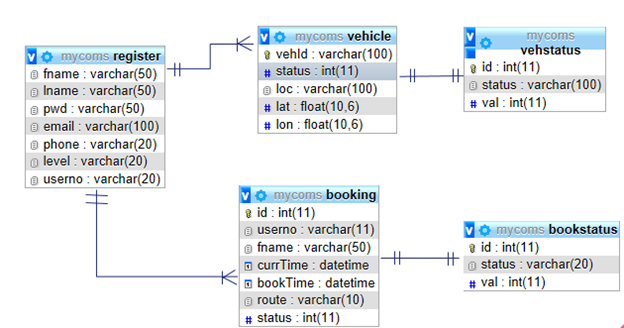 mycoms register
fname : varchar(50)
lname : varchar(50)
pwd : varchar(50)
email : varchar(100)
phone : varchar(20)
level : varchar(20)
userno : varchar(20)
mycoms vehicle
vehId : varchar(100)
status : int(11)
loc : varchar(100)
lat : float(10,6)
lon : float(10,6)
mycoms
vehstatus
id : int(11)
status : varchar(100)
val : int(11)
mycoms booking
id : int(11)
userno : varchar(11)
fname : varchar(50)
currTime : datetime
bookTime : datetime
route : varchar(10)
status : int(11)
mycoms bookstatus
id : int(11)
status : varchar(20)
val : int(11)